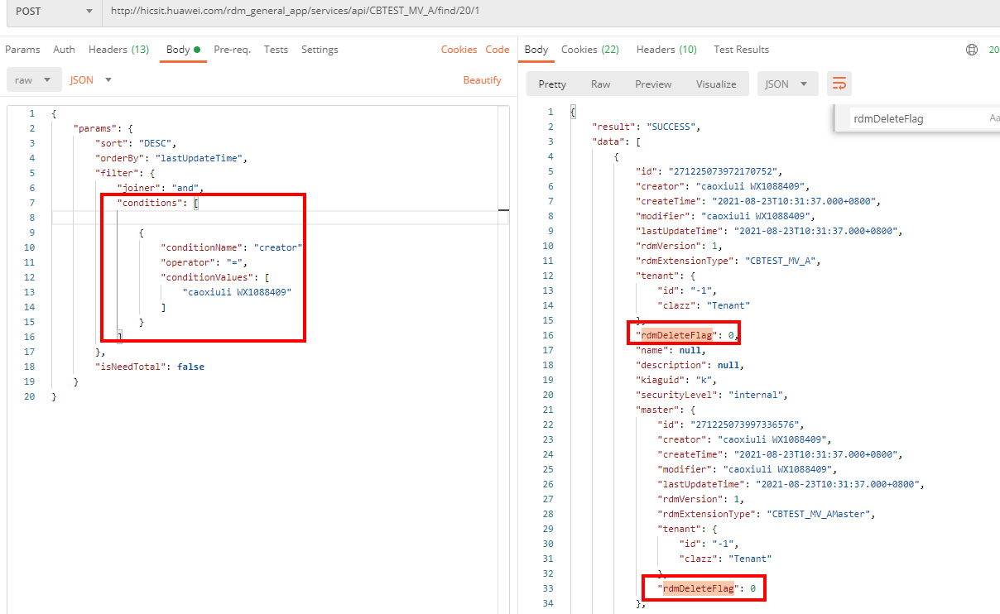 POST http://hicsit.huawei.com/rdm_general_app/services/api/CBTEST_MV_A/find/20/1
Params Auth Headers (13) Body Pre-req. Tests Settings Cookies Code
raw JSON Beautify
1 {
2 "params": {
3 "sort": "DESC",
4 "orderBy": "lastUpdateTime",
5 "filter": {
6 "joiner": "and",
7 "conditions": [
8
9 {
10 "conditionName": "creator"
11 "operator": "=",
12 "conditionValues": [
13 "caoxiuli WX1088409"
14 ]
15 }
16 ]
17 },
18 "isNeedTotal": false
19 }
20 }
Body Cookies (22) Headers (10) Test Results 20
Pretty Raw Preview Visualize JSON
rdmDeleteFlag Aa
1 {
2 "result": "SUCCESS",
3 "data": [
4 {
5 "id": "271225073972170752",
6 "creator": "caoxiuli WX1088409",
7 "createTime": "2021-08-23T10:31:37.000+0800",
8 "modifier": "caoxiuli WX1088409",
9 "lastUpdateTime": "2021-08-23T10:31:37.000+0800",
10 "rdmVersion": 1,
11 "rdmExtensionType": "CBTEST_MV_A",
12 "tenant": {
13 "id": "-1",
14 "clazz": "Tenant"
15 },
16 "rdmDeleteFlag": 0,
17 "name": null,
18 "description": null,
19 "kiaguid": "k",
20 "securityLevel": "internal",
21 "master": {
22 "id": "271225073997336576",
23 "creator": "caoxiuli WX1088409",
24 "createTime": "2021-08-23T10:31:37.000+0800",
25 "modifier": "caoxiuli WX1088409",
26 "lastUpdateTime": "2021-08-23T10:31:37.000+0800",
27 "rdmVersion": 1,
28 "rdmExtensionType": "CBTEST_MV_AMaster",
29 "tenant": {
30 "id": "-1",
31 "clazz": "Tenant"
32 },
33 "rdmDeleteFlag": 0
34 },